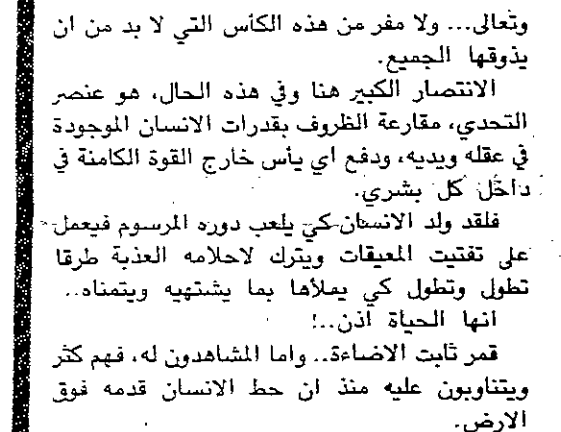 وتعالى... ولا مفر من هذه الكأس التي لا بد من ان
يذوقها الجميع.
الانتصار الكبير هنا وفي هذه الحال، هو عنصر
التحدي، مقارعة الظروف بقدرات الانسان الموجودة
في عقله ويديه، ودفع اي يأس خارج القوة الكامنة في
داخل كل بشري.
فلقد ولد الانسان كي يلعب دوره المرسوم فيعمل
على تفتيت المعيقات ويترك لاحلامه العذبة طرقا
تطول وتطول كي يملأها بما يشتهيه ويتمناه..
انها الحياة اذن..!
قمر ثابت الاضاءة.. واما المشاهدون له، فهم كثر
ويتناوبون عليه منذ ان حط الانسان قدمه فوق
الارض.